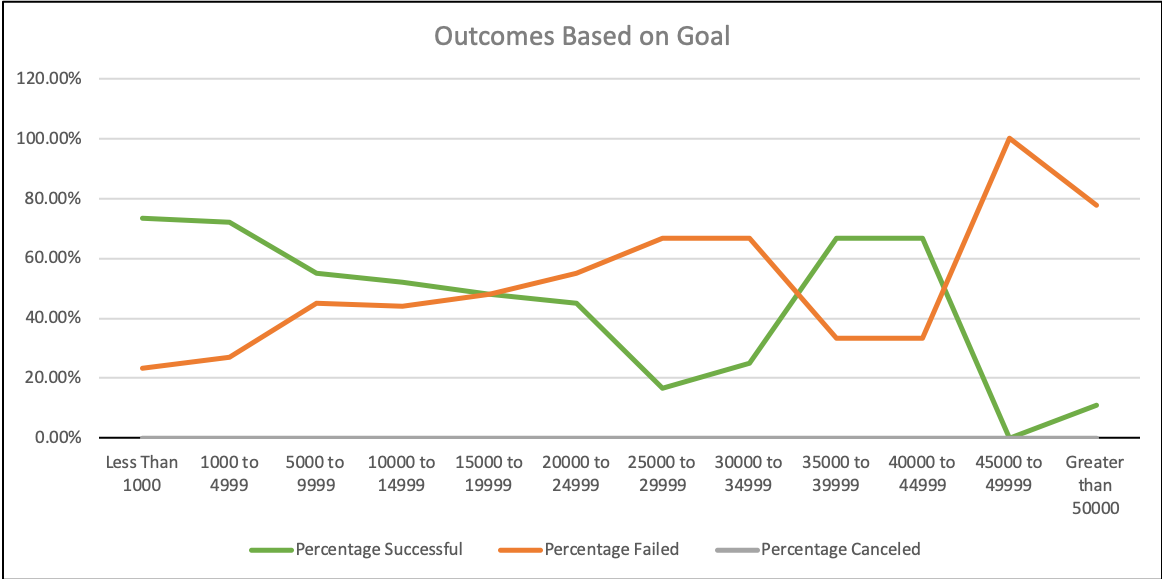 Outcomes Based on Goal
120.00%
100.00%
80.00%
60.00%
40.00%
20.00%
0.00%
Less Than
1000
1000 to
4999
5000 to
9999
10000 to
14999
15000 to
19999
20000 to
24999
25000 to
29999
30000 to
34999
35000 to
39999
40000 to
44999
45000 to
49999
Greater
than
50000
Percentage Successful
Percentage Failed
Percentage Canceled